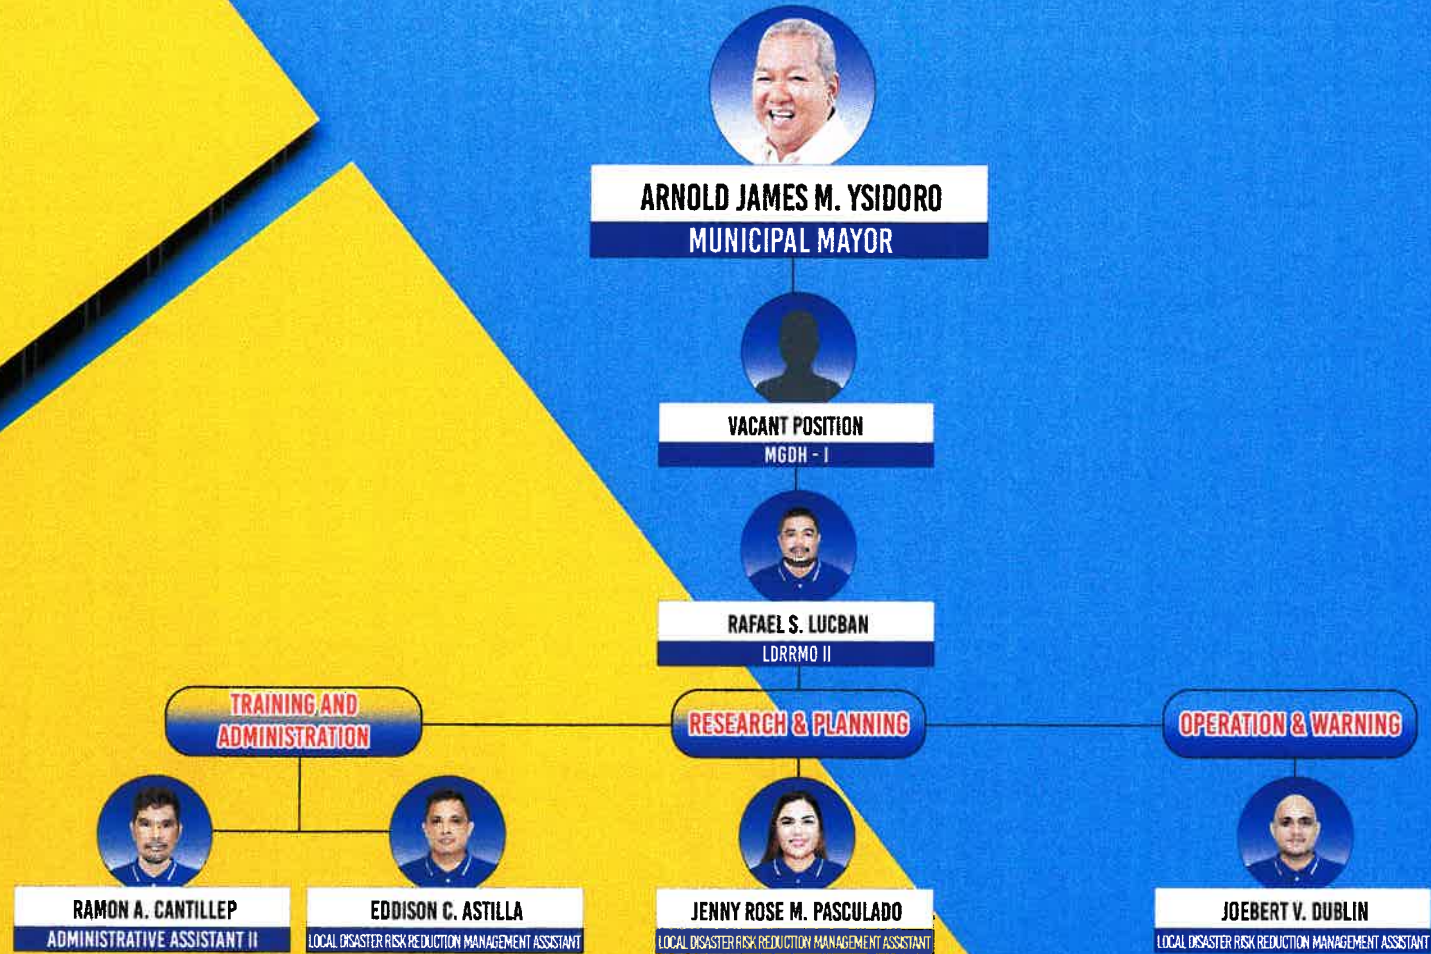 ARNOLD JAMES M. YSIDORO
MUNICIPAL MAYOR
VACANT POSITION
MGDH - I
RAFAEL S. LUCBAN
LDRRMO II
TRAINING AND
ADMINISTRATION
RESEARCH & PLANNING
OPERATION & WARNING
RAMON A. CANTILLEP
ADMINISTRATIVE ASSISTANT II
EDDISON C. ASTILLA
LOCAL DISASTER RISK REDUCTION MANAGEMENT ASSISTANT
JENNY ROSE M. PASCULADO
LOCAL DISASTER RISK REDUCTION MANAGEMENT ASSISTANT
JOEBERT V. DUBLIN
LOCAL DISASTER RISK REDUCTION MANAGEMENT ASSISTANT